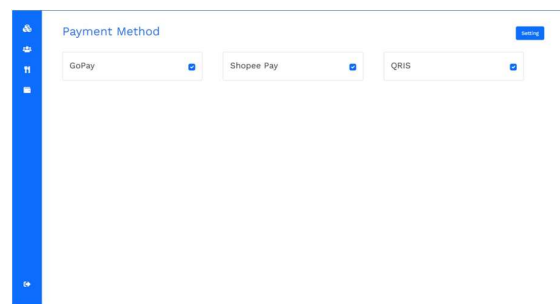 Payment Method
Setting
GoPay
Shopee Pay
QRIS